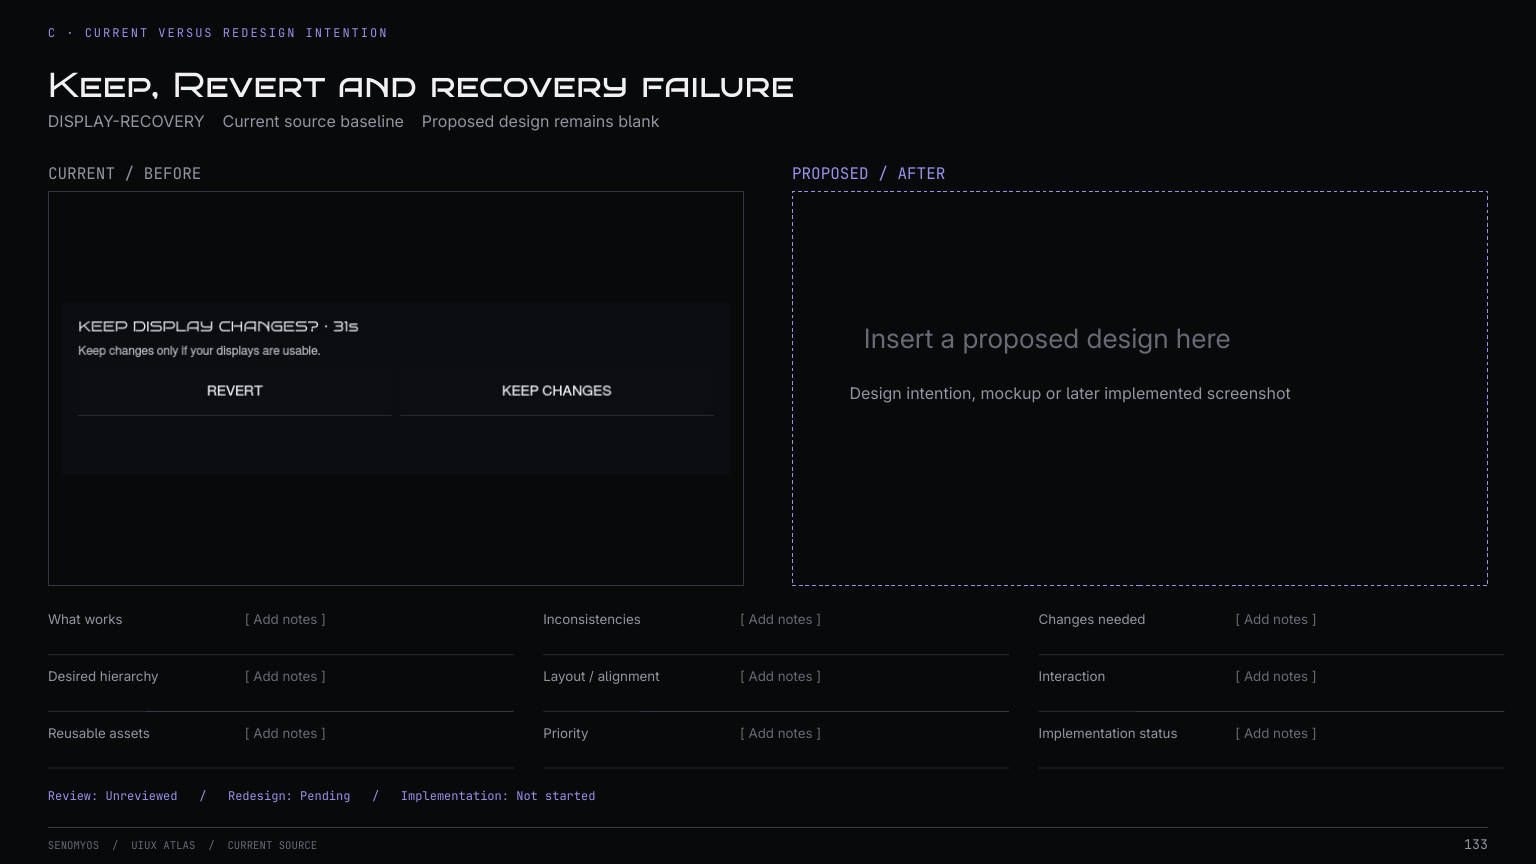 C · CURRENT VERSUS REDESIGN INTENTION
Keep, Revert and recovery failure
DISPLAY-RECOVERY Current source baseline Proposed design remains blank
CURRENT / BEFORE
KEEP DISPLAY CHANGES? · 31s
Keep changes only if your displays are usable.
REVERT KEEP CHANGES
PROPOSED / AFTER
Insert a proposed design here
Design intention, mockup or later implemented screenshot
What works [ Add notes ] Inconsistencies [ Add notes ] Changes needed [ Add notes ]
Desired hierarchy [ Add notes ] Layout / alignment [ Add notes ] Interaction [ Add notes ]
Reusable assets [ Add notes ] Priority [ Add notes ] Implementation status [ Add notes ]
Review: Unreviewed / Redesign: Pending / Implementation: Not started
SENOMYOS / UIUX ATLAS / CURRENT SOURCE 133